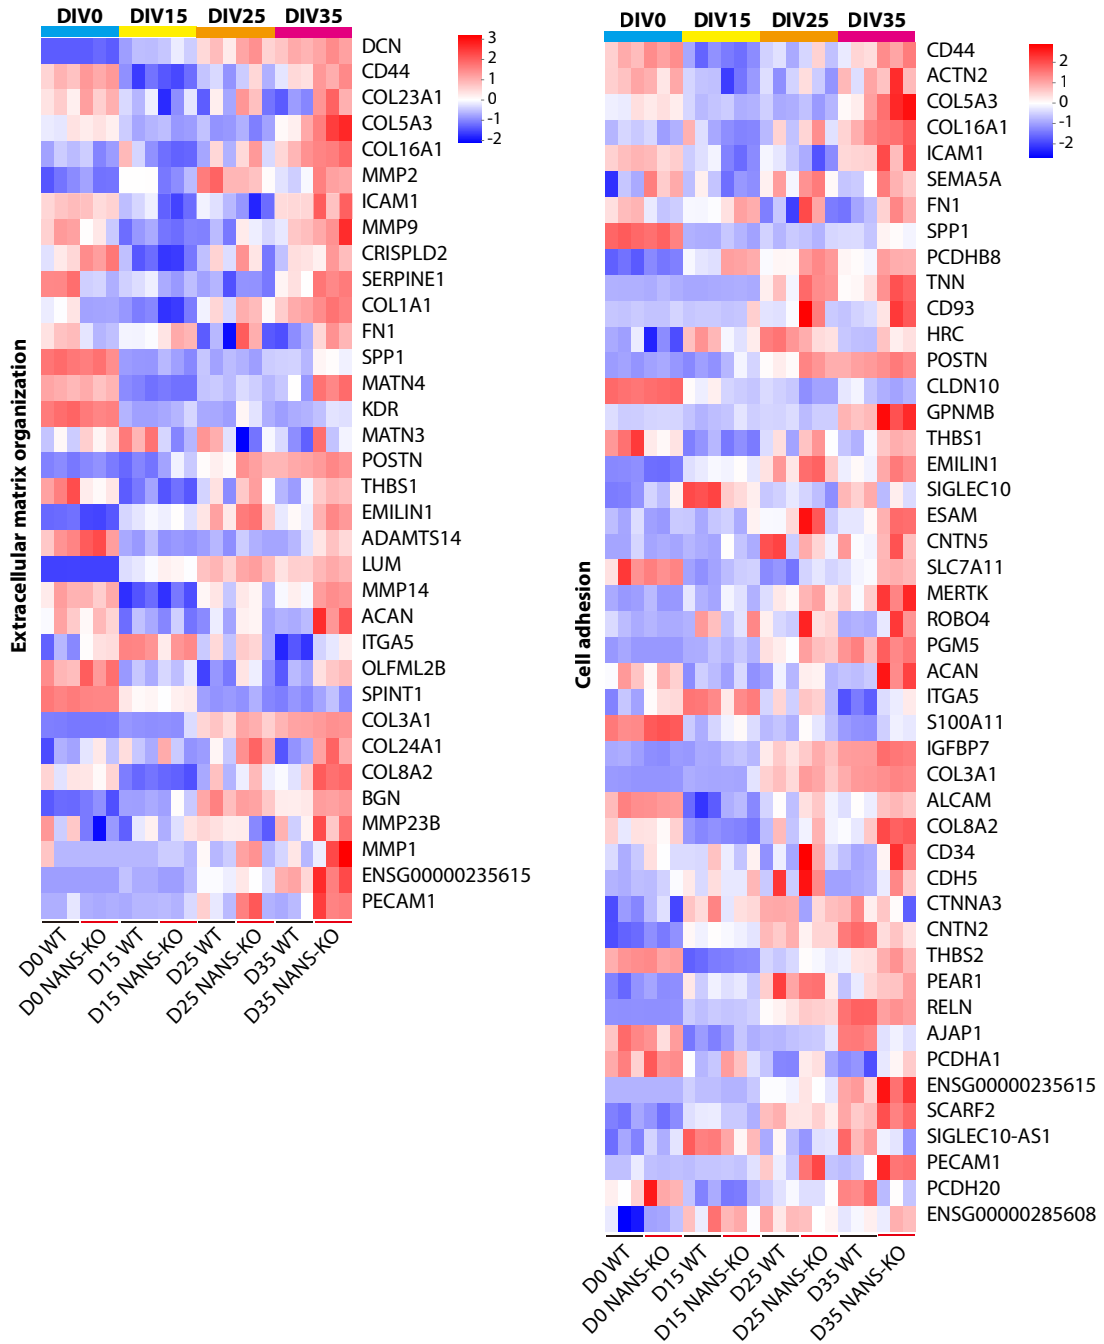 DIV0 DIV15 DIV25 DIV35
DCN
CD44
COL23A1
COL5A3
COL16A1
MMP2
ICAM1
MMP9
CRISPLD2
SERPINE1
COL1A1
FN1
SPP1
MATN4
KDR
MATN3
POSTN
THBS1
EMILIN1
ADAMTS14
LUM
MMP14
ACAN
ITGA5
OLFML2B
SPINT1
COL3A1
COL24A1
COL8A2
BGN
MMP23B
MMP1
ENSG00000235615
PECAM1
3
2
1
0
-1
-2
Extracellular matrix organization
D0 WT
D0 NANS-KO
D15 WT
D15 NANS-KO
D25 WT
D25 NANS-KO
D35 WT
D35 NANS-KO
DIV0 DIV15 DIV25 DIV35
CD44
ACTN2
COL5A3
COL16A1
ICAM1
SEMA5A
FN1
SPP1
PCDHB8
TNN
CD93
HRC
POSTN
CLDN10
GPNMB
THBS1
EMILIN1
SIGLEC10
ESAM
CNTN5
SLC7A11
MERTK
ROBO4
PGM5
ACAN
ITGA5
S100A11
IGFBP7
COL3A1
ALCAM
COL8A2
CD34
CDH5
CTNNA3
CNTN2
THBS2
PEAR1
RELN
AJAP1
PCDHA1
ENSG00000235615
SCARF2
SIGLEC10-AS1
PECAM1
PCDH20
ENSG00000285608
2
1
0
-1
-2
Cell adhesion
D0 WT
D0 NANS-KO
D15 WT
D15 NANS-KO
D25 WT
D25 NANS-KO
D35 WT
D35 NANS-KO